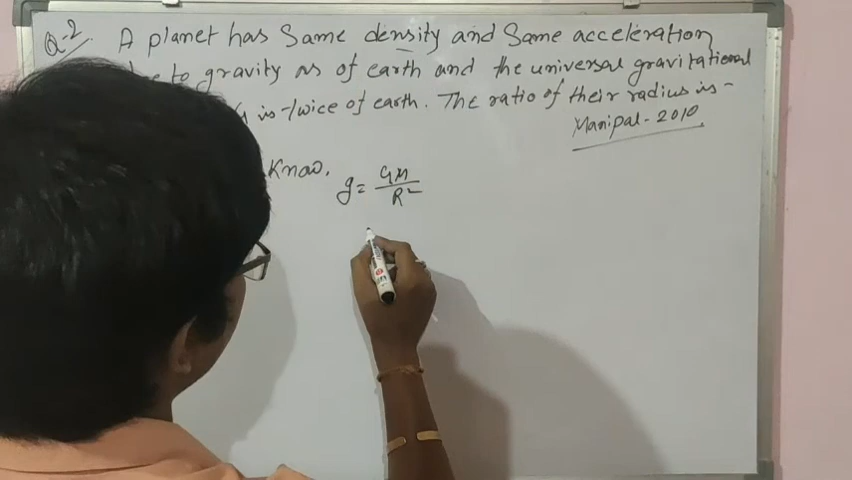 Q-2. A planet has Same density and Same acceleration
to gravity as of earth and the universal gravitational
is twice of earth. The ratio of their radius is -
Manipal - 2010
Know. g = GM / R²